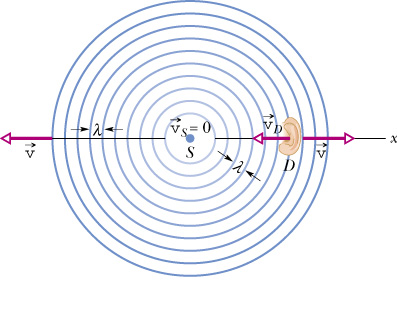 λ
v⃗S = 0
v⃗D
x
v⃗
S
λ
D
v⃗